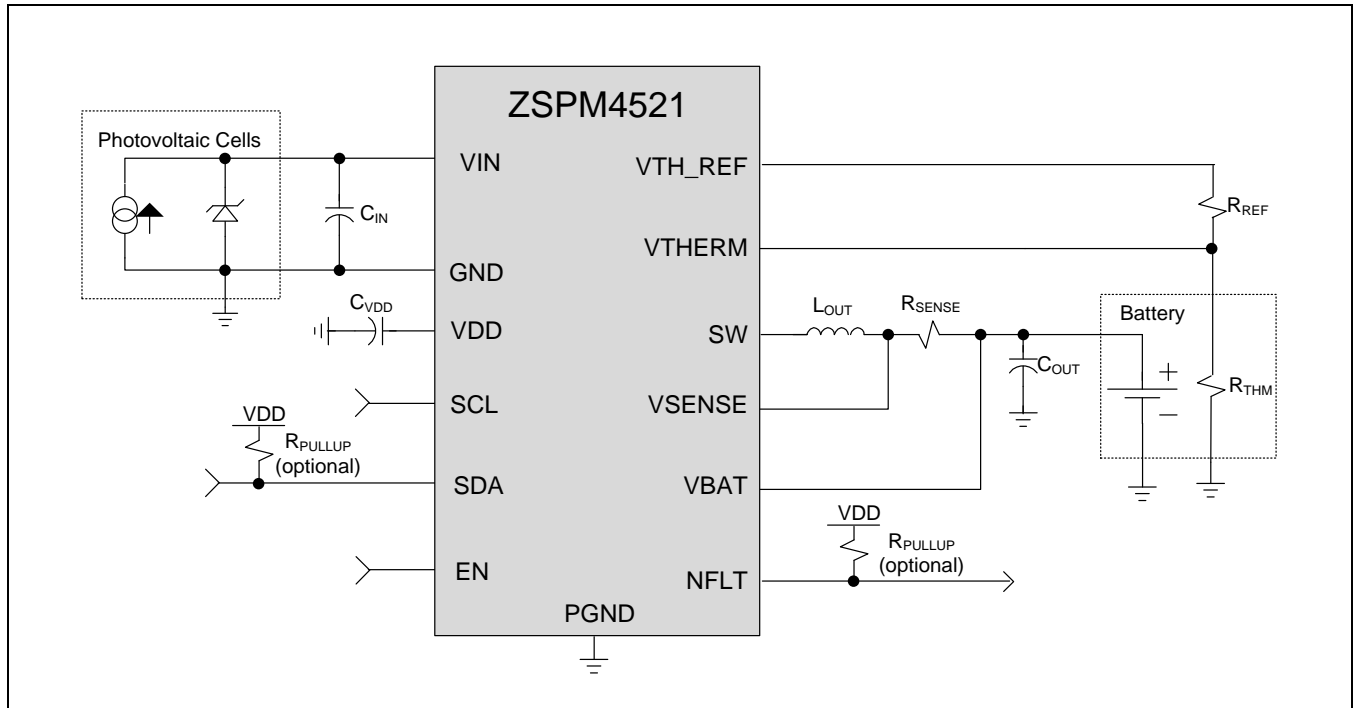 ZSPM4521
Photovoltaic Cells
VIN
VTH_REF
CIN
RREF
VTHERM
GND
CVDD
VDD
LOUT
RSENSE
Battery
SW
+
COUT
RTHM
–
SCL
VSENSE
VDD
RPULLUP
(optional)
SDA
VBAT
VDD
RPULLUP
(optional)
EN
NFLT
PGND